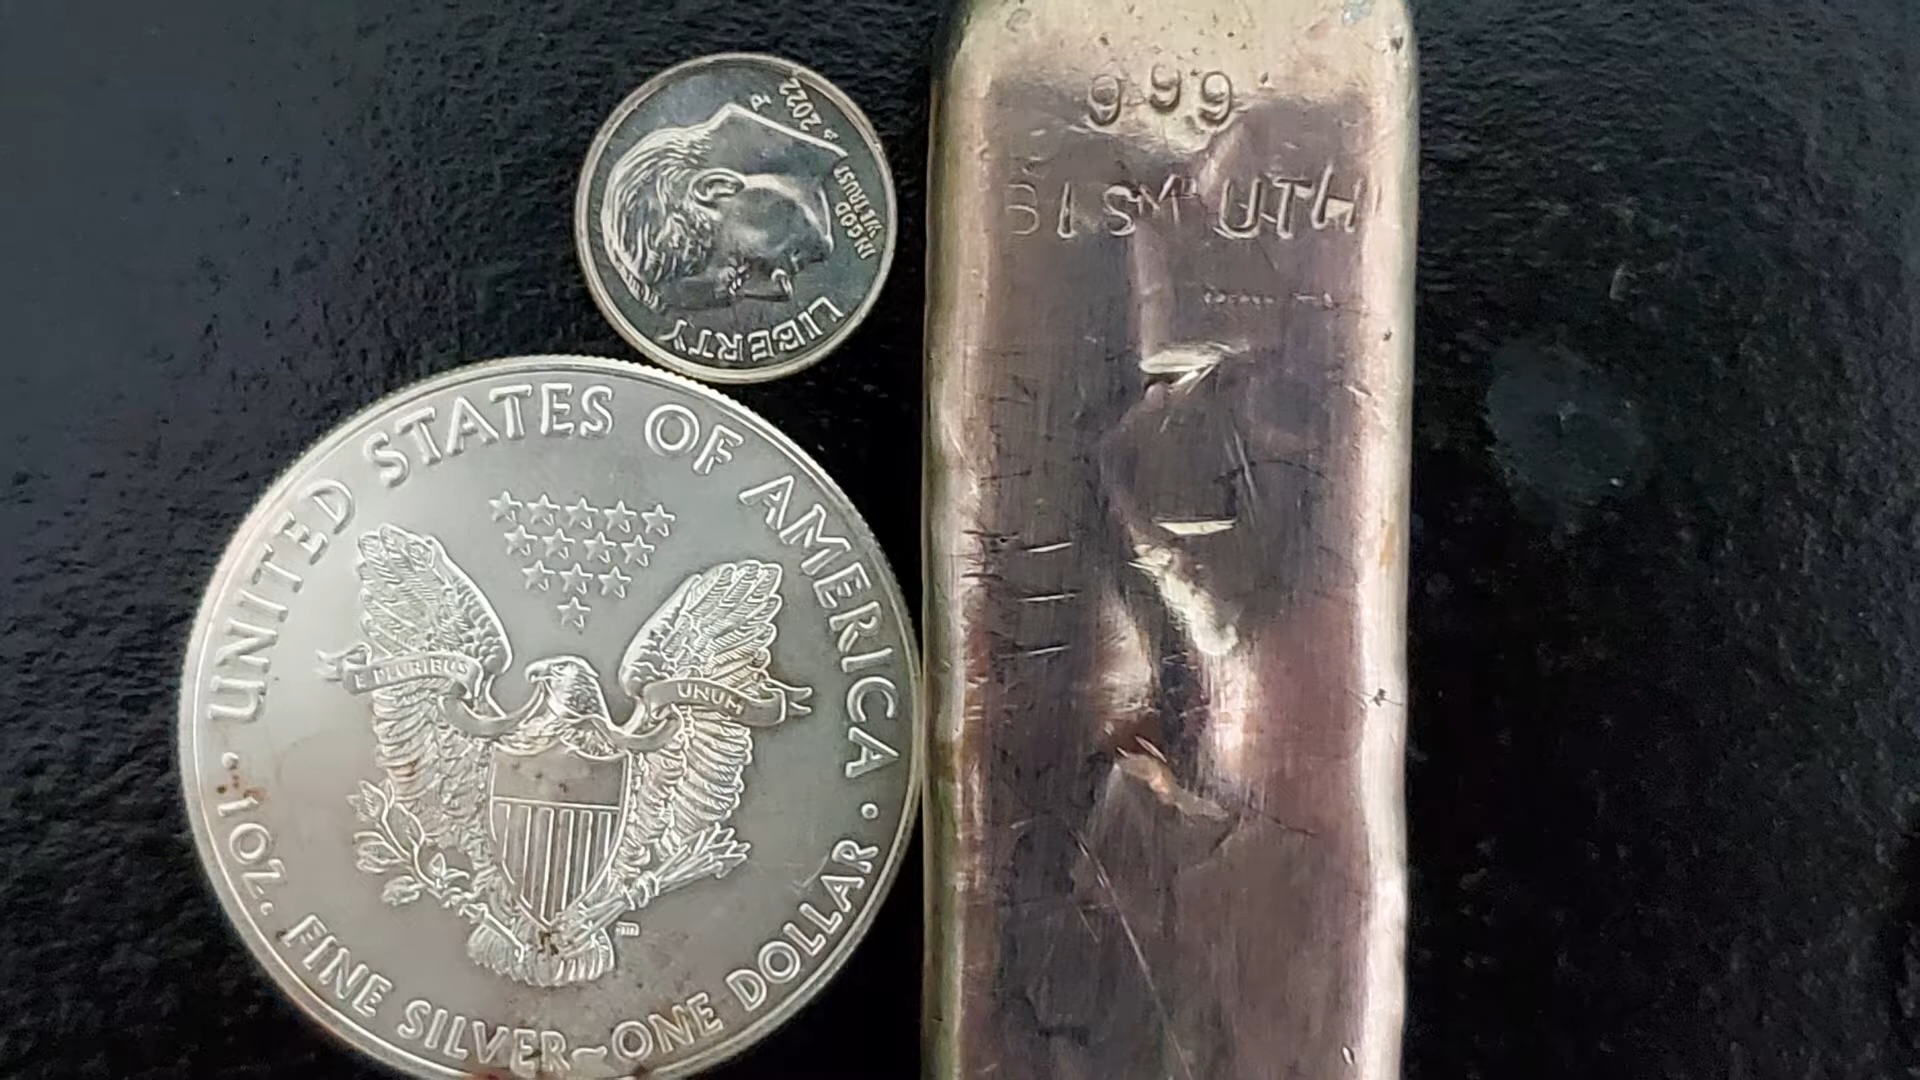 LIBERTY
IN GOD
WE TRUST
2022
P
UNITED STATES OF AMERICA
E PLURIBUS
UNUM
1 OZ. FINE SILVER~ONE DOLLAR
999
BISMUTH